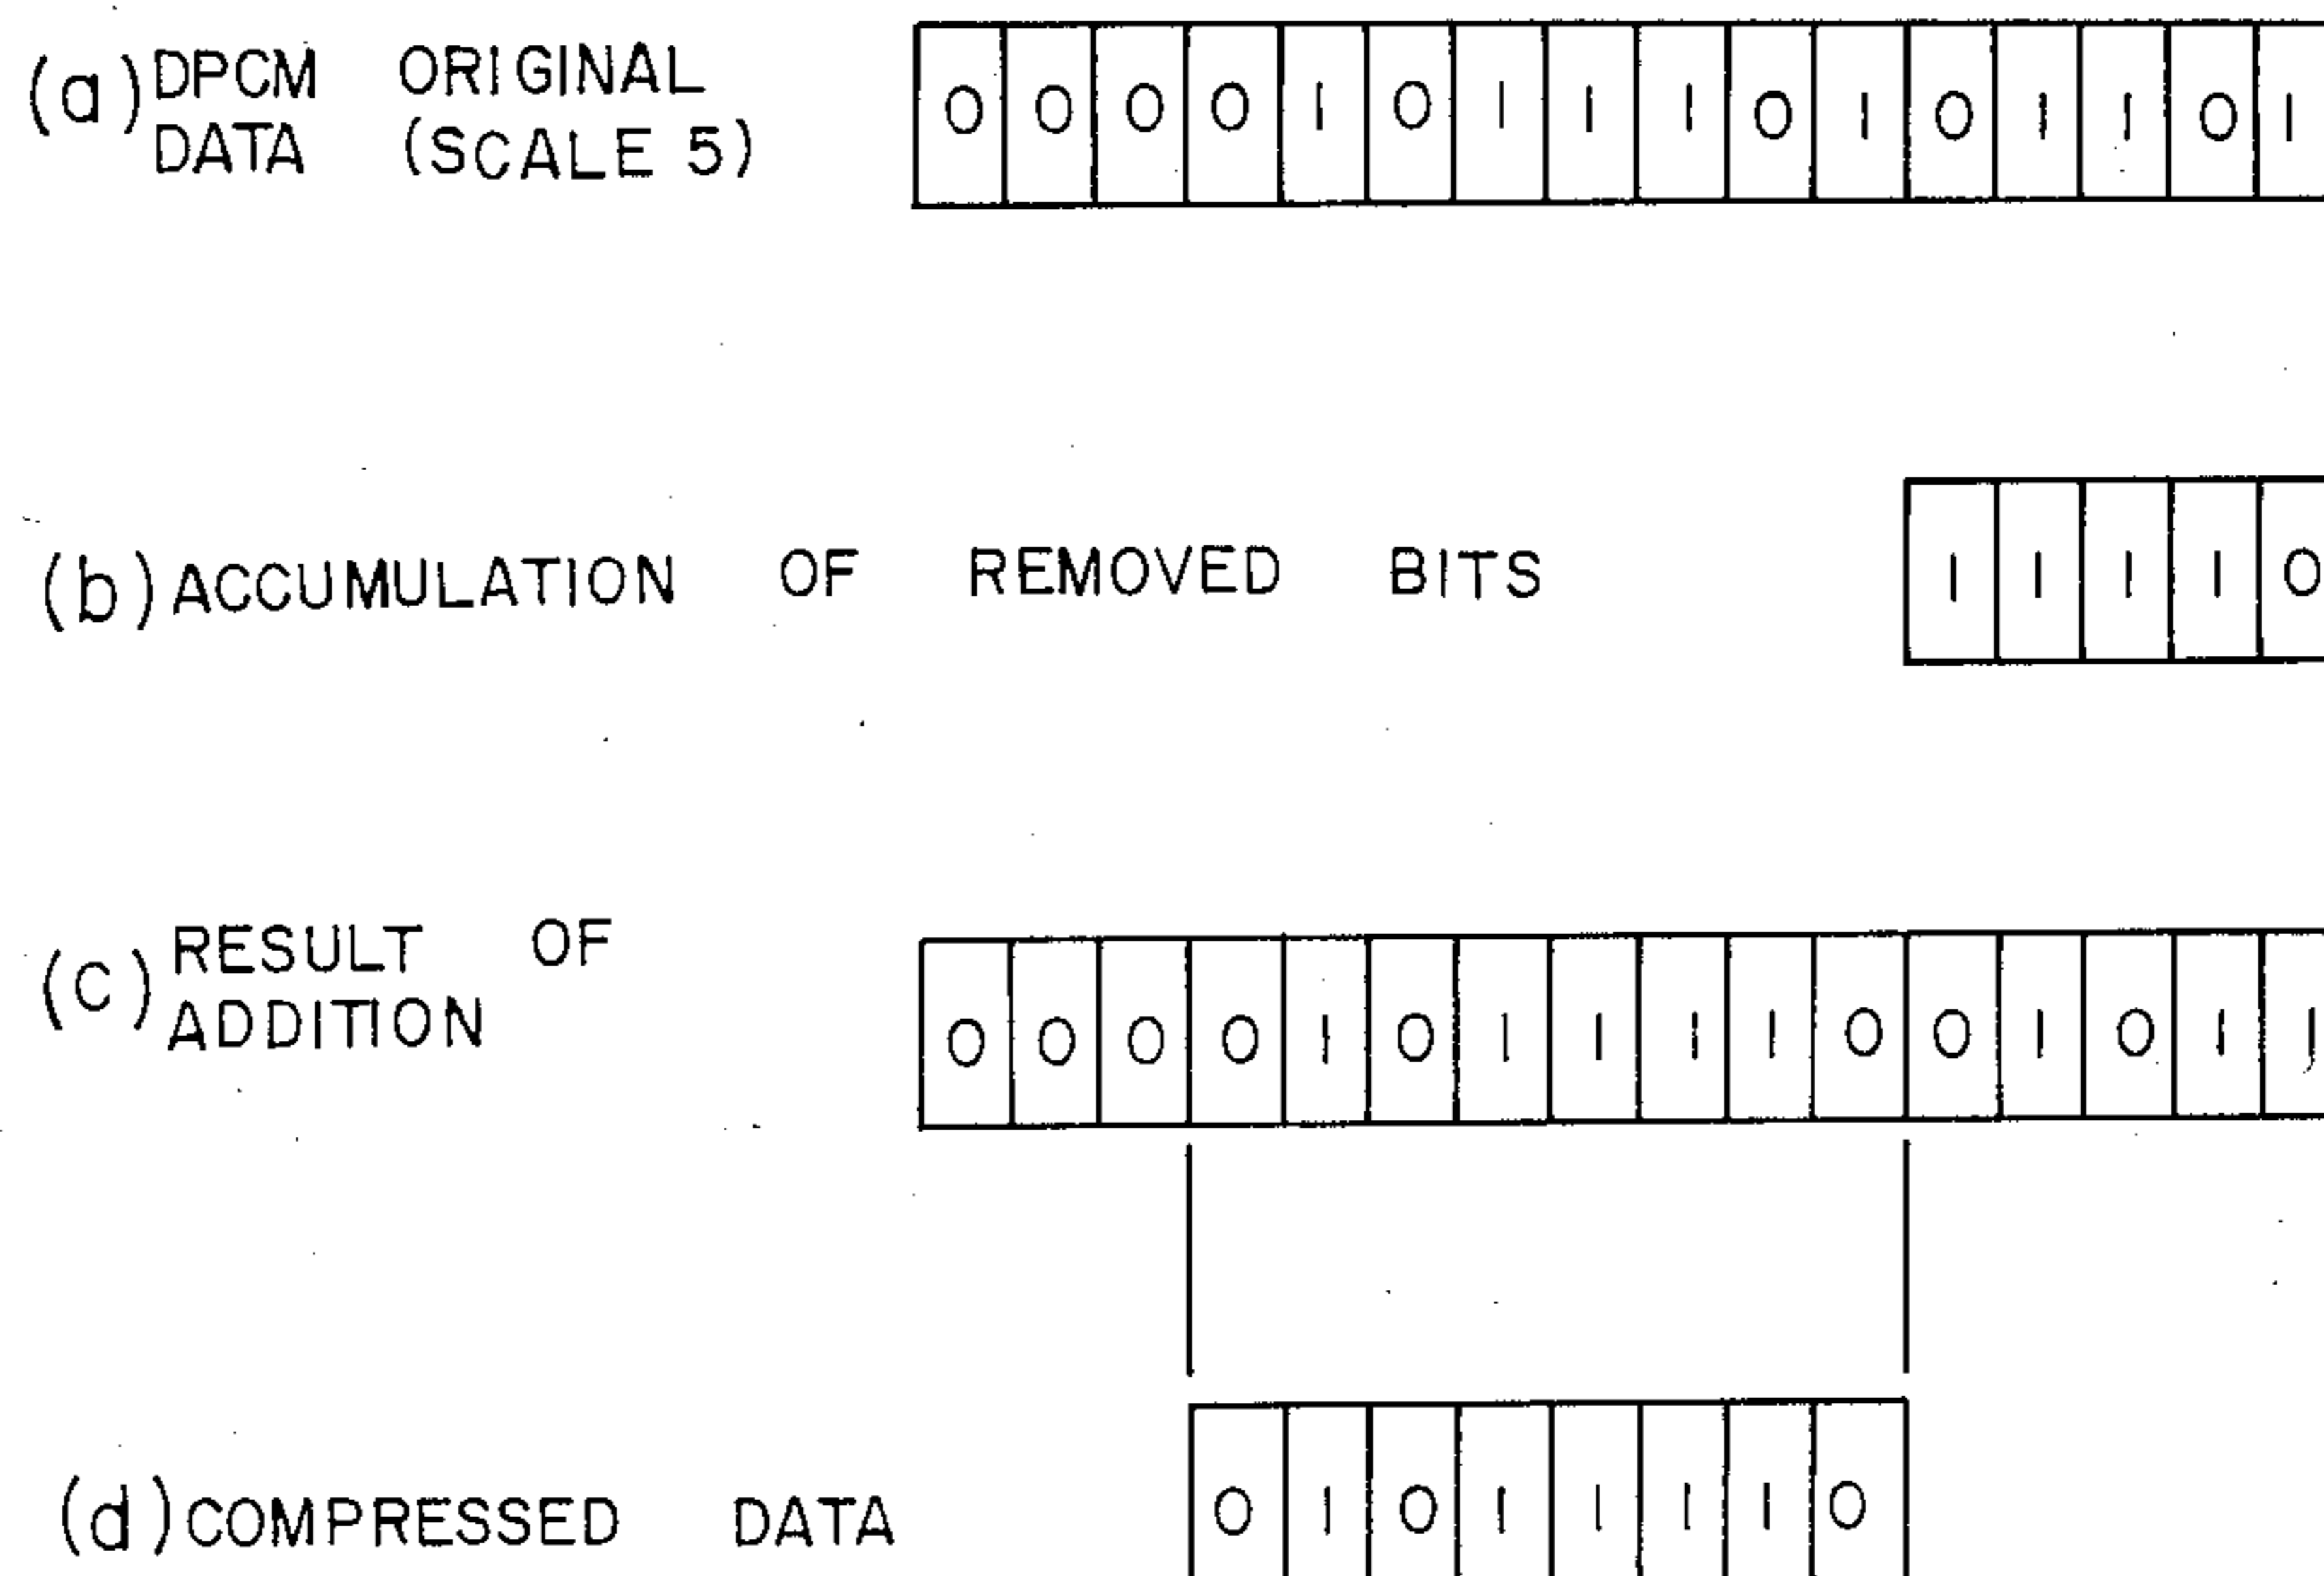 (a) DPCM ORIGINAL
DATA (SCALE 5)
0 0 0 0 1 0 1 1 1 0 1 0 1 1 0 1
(b) ACCUMULATION OF REMOVED BITS
1 1 1 1 0
(c) RESULT OF
ADDITION
0 0 0 0 1 0 1 1 1 1 0 0 1 0 1 1
(d) COMPRESSED DATA
0 1 0 1 1 1 1 0